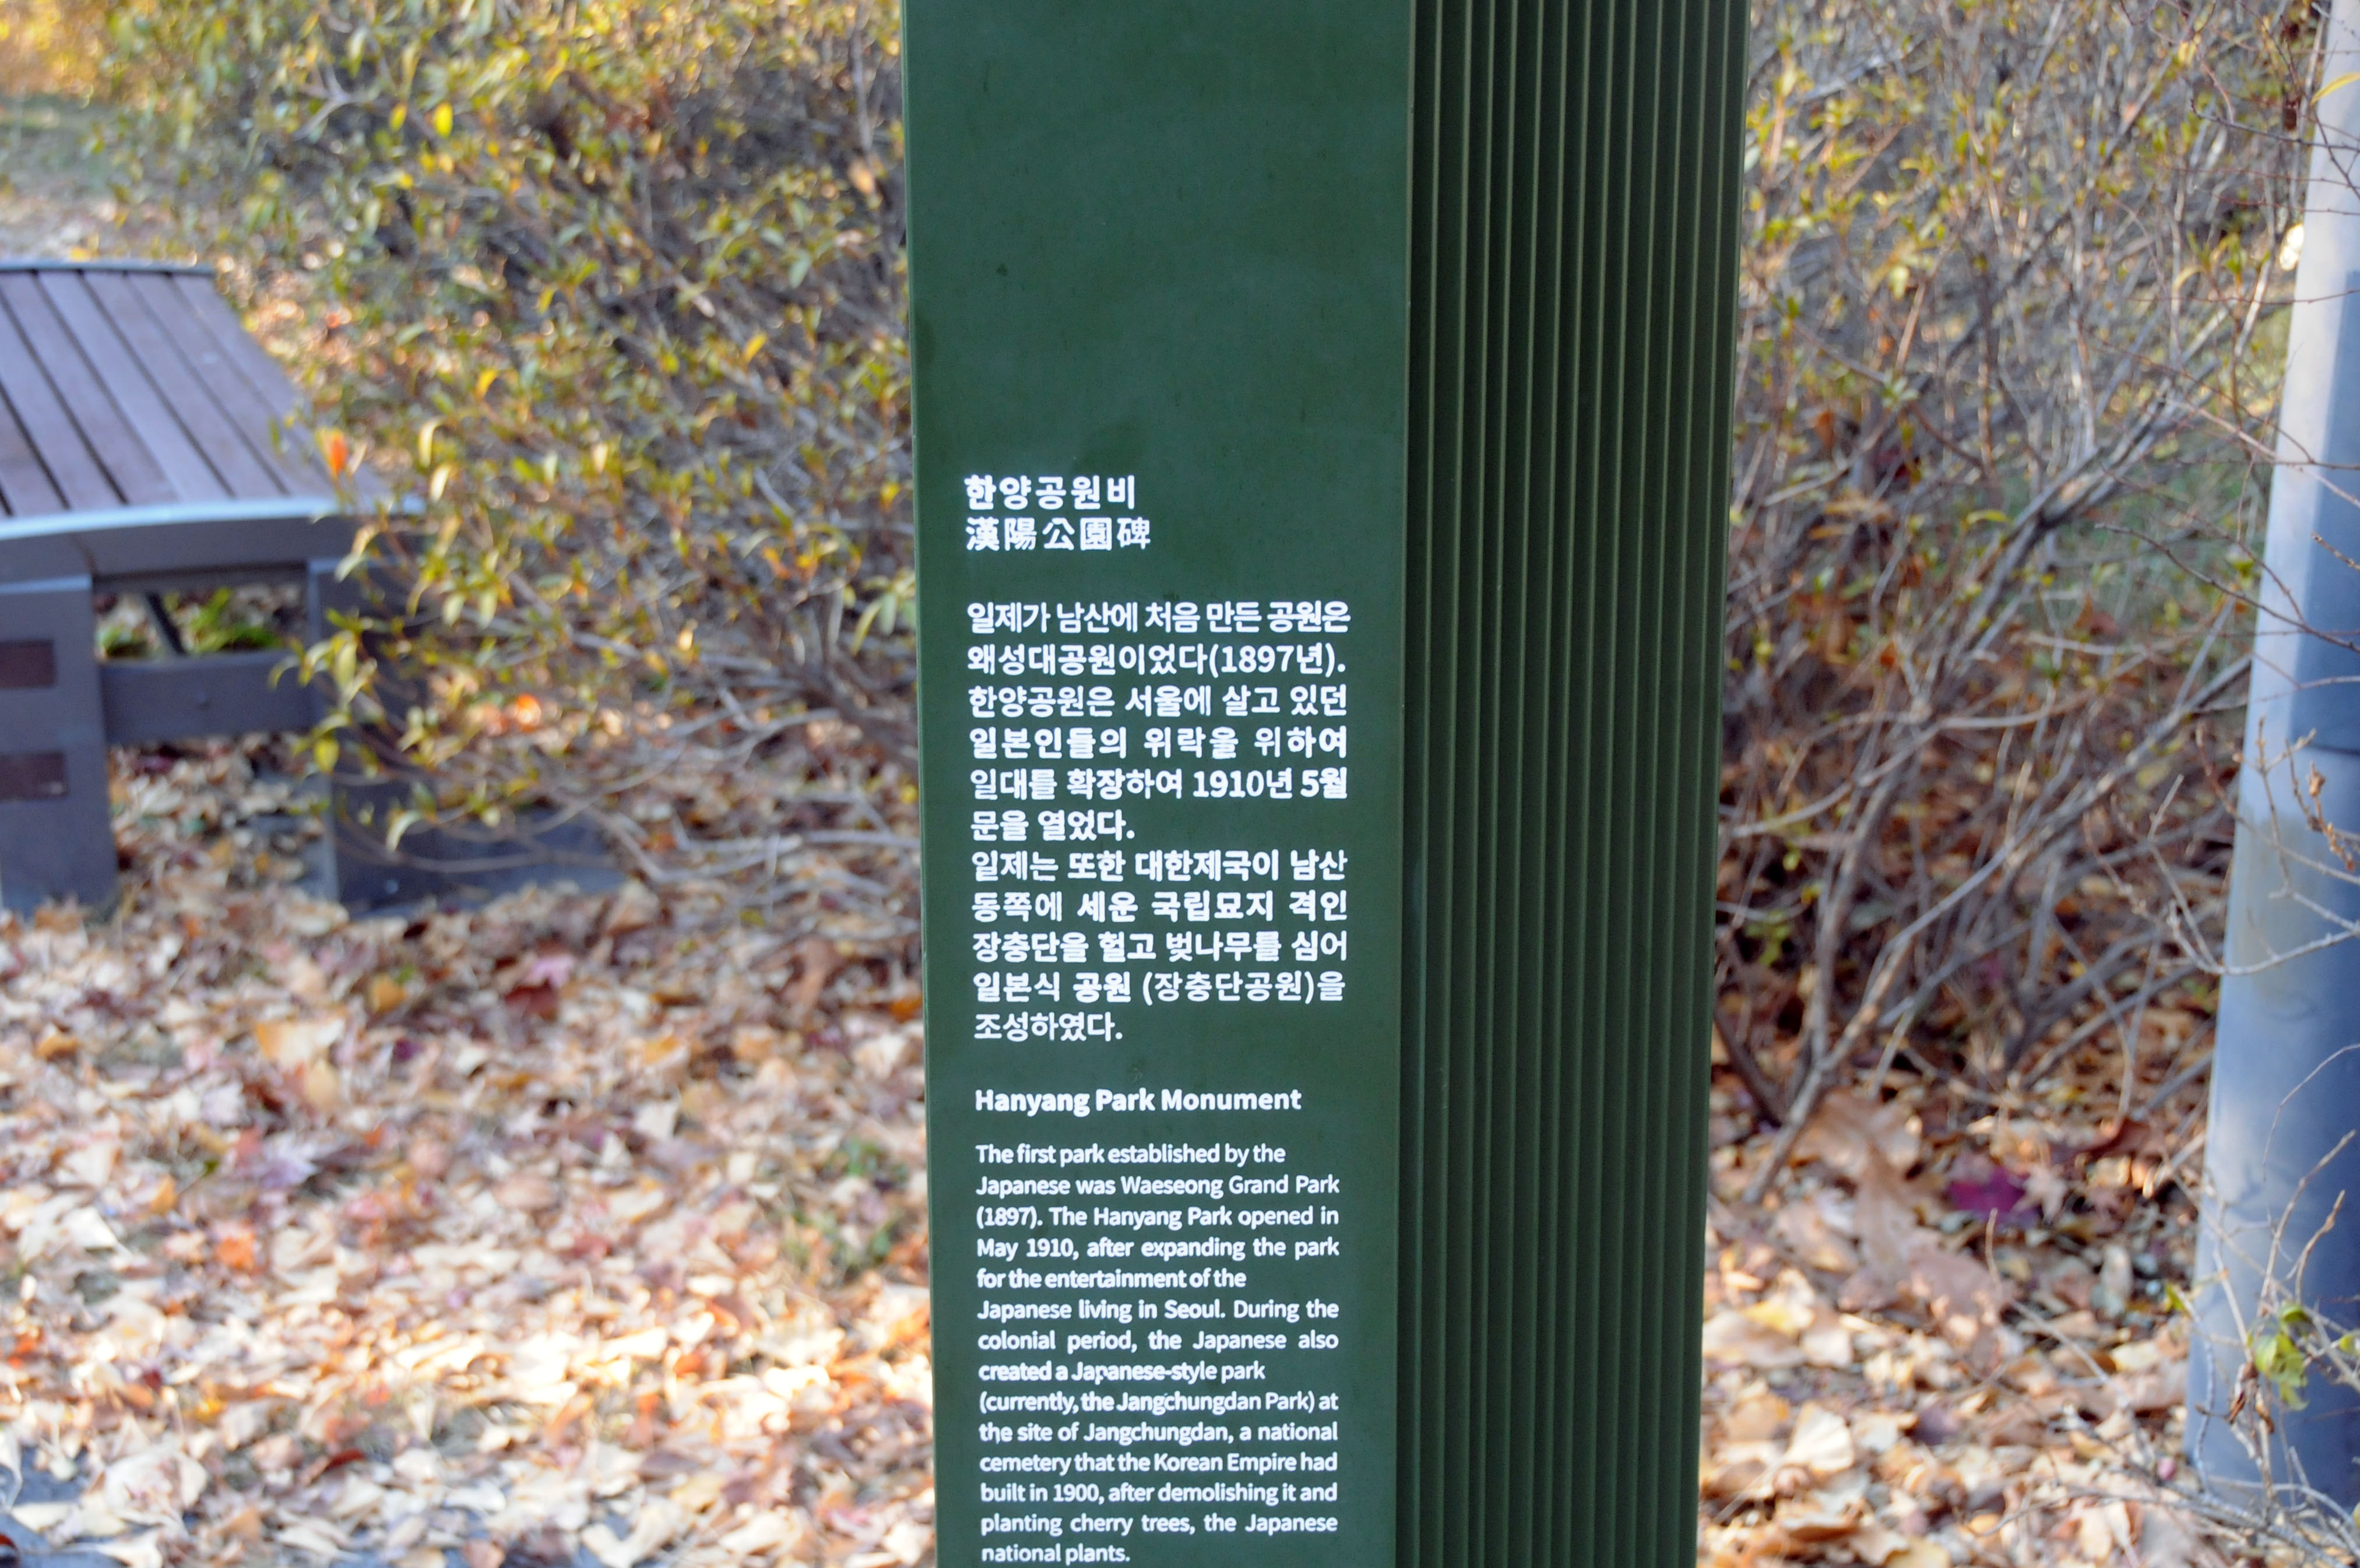 한양공원비
漢陽公園碑
일제가 남산에 처음 만든 공원은
왜성대공원이었다(1897년).
한양공원은 서울에 살고 있던
일본인들의 위락을 위하여
일대를 확장하여 1910년 5월
문을 열었다.
일제는 또한 대한제국이 남산
동쪽에 세운 국립묘지 격인
장충단을 헐고 벚나무를 심어
일본식 공원 (장충단공원)을
조성하였다.
Hanyang Park Monument
The first park established by the
Japanese was Waeseong Grand Park
(1897). The Hanyang Park opened in
May 1910, after expanding the park
for the entertainment of the
Japanese living in Seoul. During the
colonial period, the Japanese also
created a Japanese-style park
(currently, the Jangchungdan Park) at
the site of Jangchungdan, a national
cemetery that the Korean Empire had
built in 1900, after demolishing it and
planting cherry trees, the Japanese
national plants.